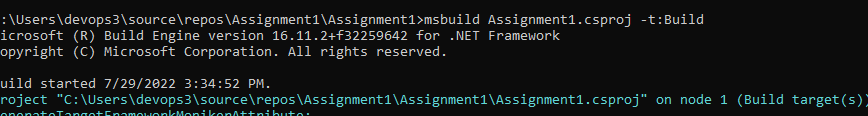 :\Users\devops3\source\repos\Assignment1\Assignment1>msbuild Assignment1.csproj -t:Build
icrosoft (R) Build Engine version 16.11.2+f32259642 for .NET Framework
opyright (C) Microsoft Corporation. All rights reserved.
uild started 7/29/2022 3:34:52 PM.
roject "C:\Users\devops3\source\repos\Assignment1\Assignment1\Assignment1.csproj" on node 1 (Build target(s))
enerateTargetFrameworkMonikerAttribute: